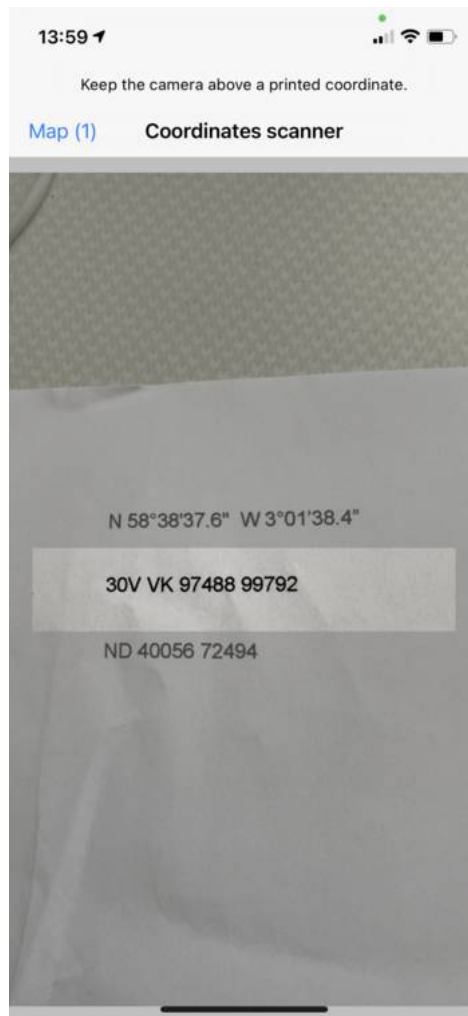 13:59
Keep the camera above a printed coordinate.
Map (1) Coordinates scanner
N 58°38'37.6" W 3°01'38.4"
30V VK 97488 99792
ND 40056 72494